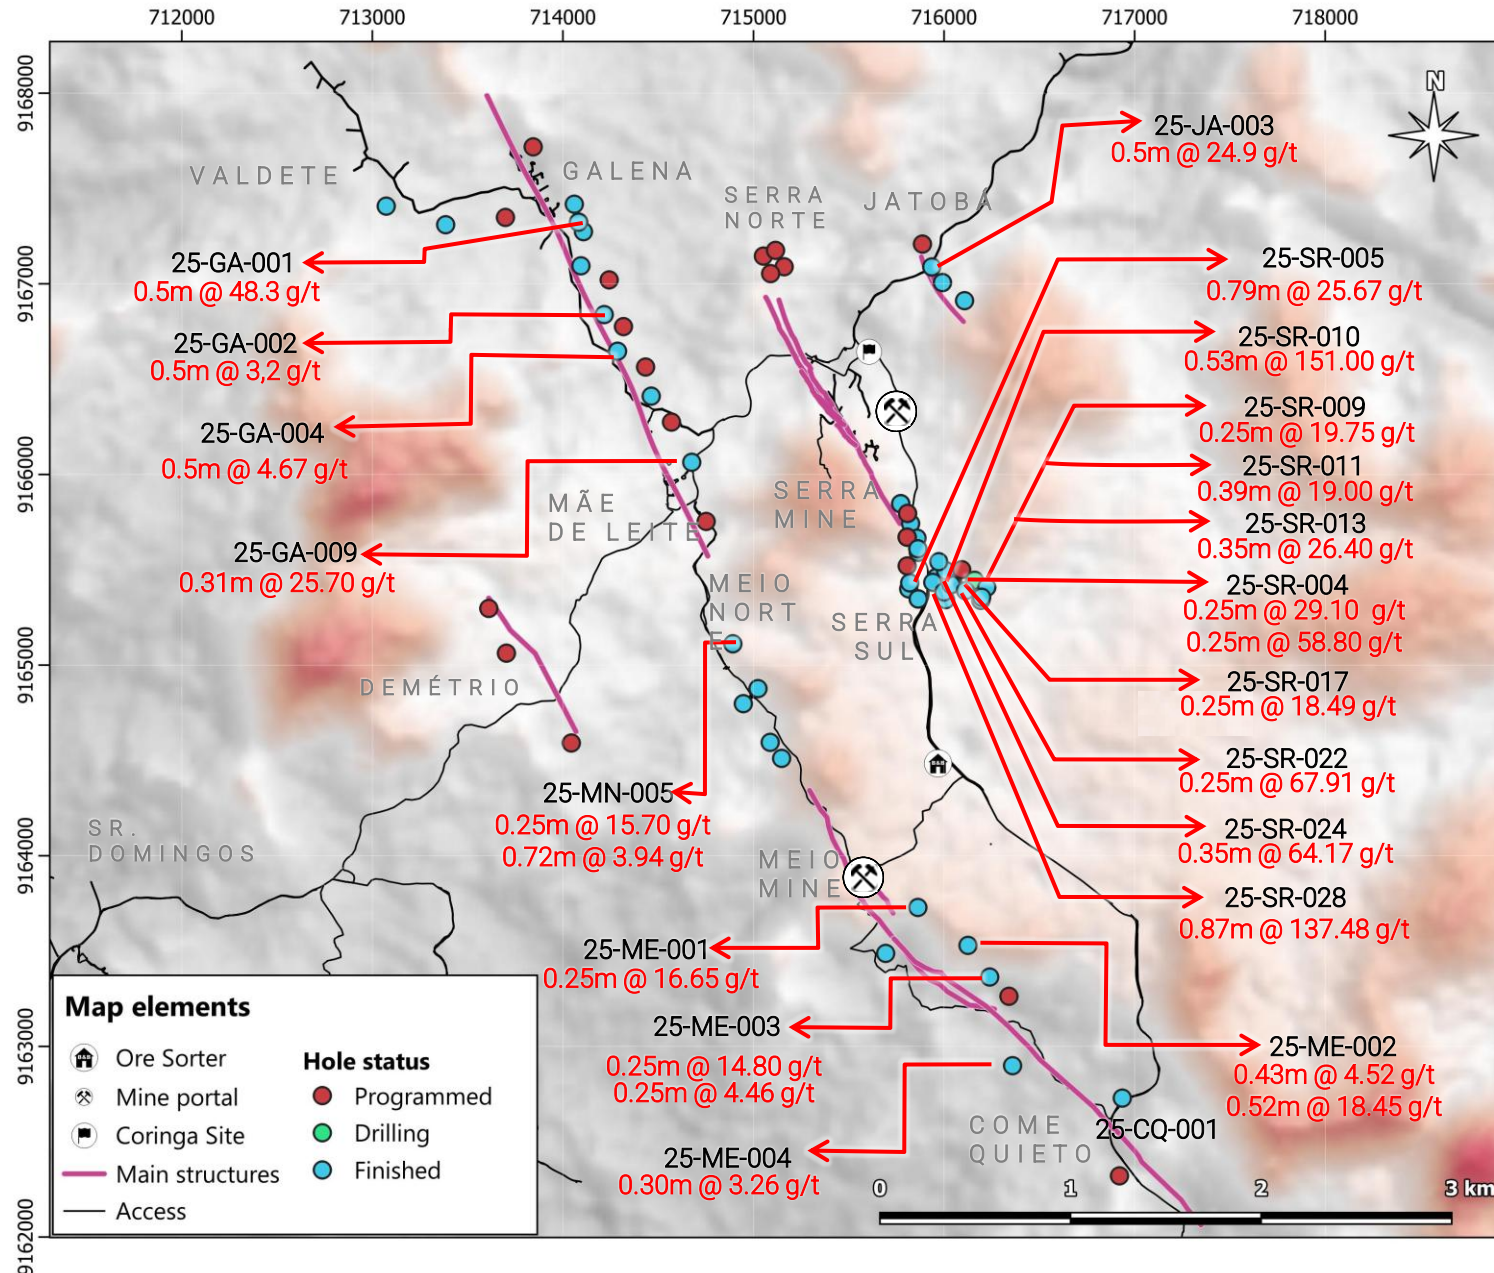 712000
713000
714000
715000
716000
717000
718000
9168000
9167000
9166000
9165000
9164000
9163000
9162000
N
VALDETE
GALENA
SERRA
NORTE
JATOBÁ
25-JA-003
0.5m @ 24.9 g/t
25-GA-001
0.5m @ 48.3 g/t
25-GA-002
0.5m @ 3,2 g/t
25-GA-004
0.5m @ 4.67 g/t
25-GA-009
0.31m @ 25.70 g/t
25-SR-005
0.79m @ 25.67 g/t
25-SR-010
0.53m @ 151.00 g/t
25-SR-009
0.25m @ 19.75 g/t
25-SR-011
0.39m @ 19.00 g/t
25-SR-013
0.35m @ 26.40 g/t
25-SR-004
0.25m @ 29.10 g/t
0.25m @ 58.80 g/t
25-SR-017
0.25m @ 18.49 g/t
25-SR-022
0.25m @ 67.91 g/t
25-SR-024
0.35m @ 64.17 g/t
25-SR-028
0.87m @ 137.48 g/t
MÃE
DE LEITE
SERRA
MINE
MEIO
NORT
E
SERRA
SUL
DEMÉTRIO
25-MN-005
0.25m @ 15.70 g/t
0.72m @ 3.94 g/t
SR.
DOMINGOS
MEIO
MINE
25-ME-001
0.25m @ 16.65 g/t
25-ME-003
0.25m @ 14.80 g/t
0.25m @ 4.46 g/t
25-ME-002
0.43m @ 4.52 g/t
0.52m @ 18.45 g/t
25-ME-004
0.30m @ 3.26 g/t
COME
QUIETO
25-CQ-001
0 1 2 3 km
Map elements
Ore Sorter
Mine portal
Coringa Site
Main structures
Access
Hole status
Programmed
Drilling
Finished